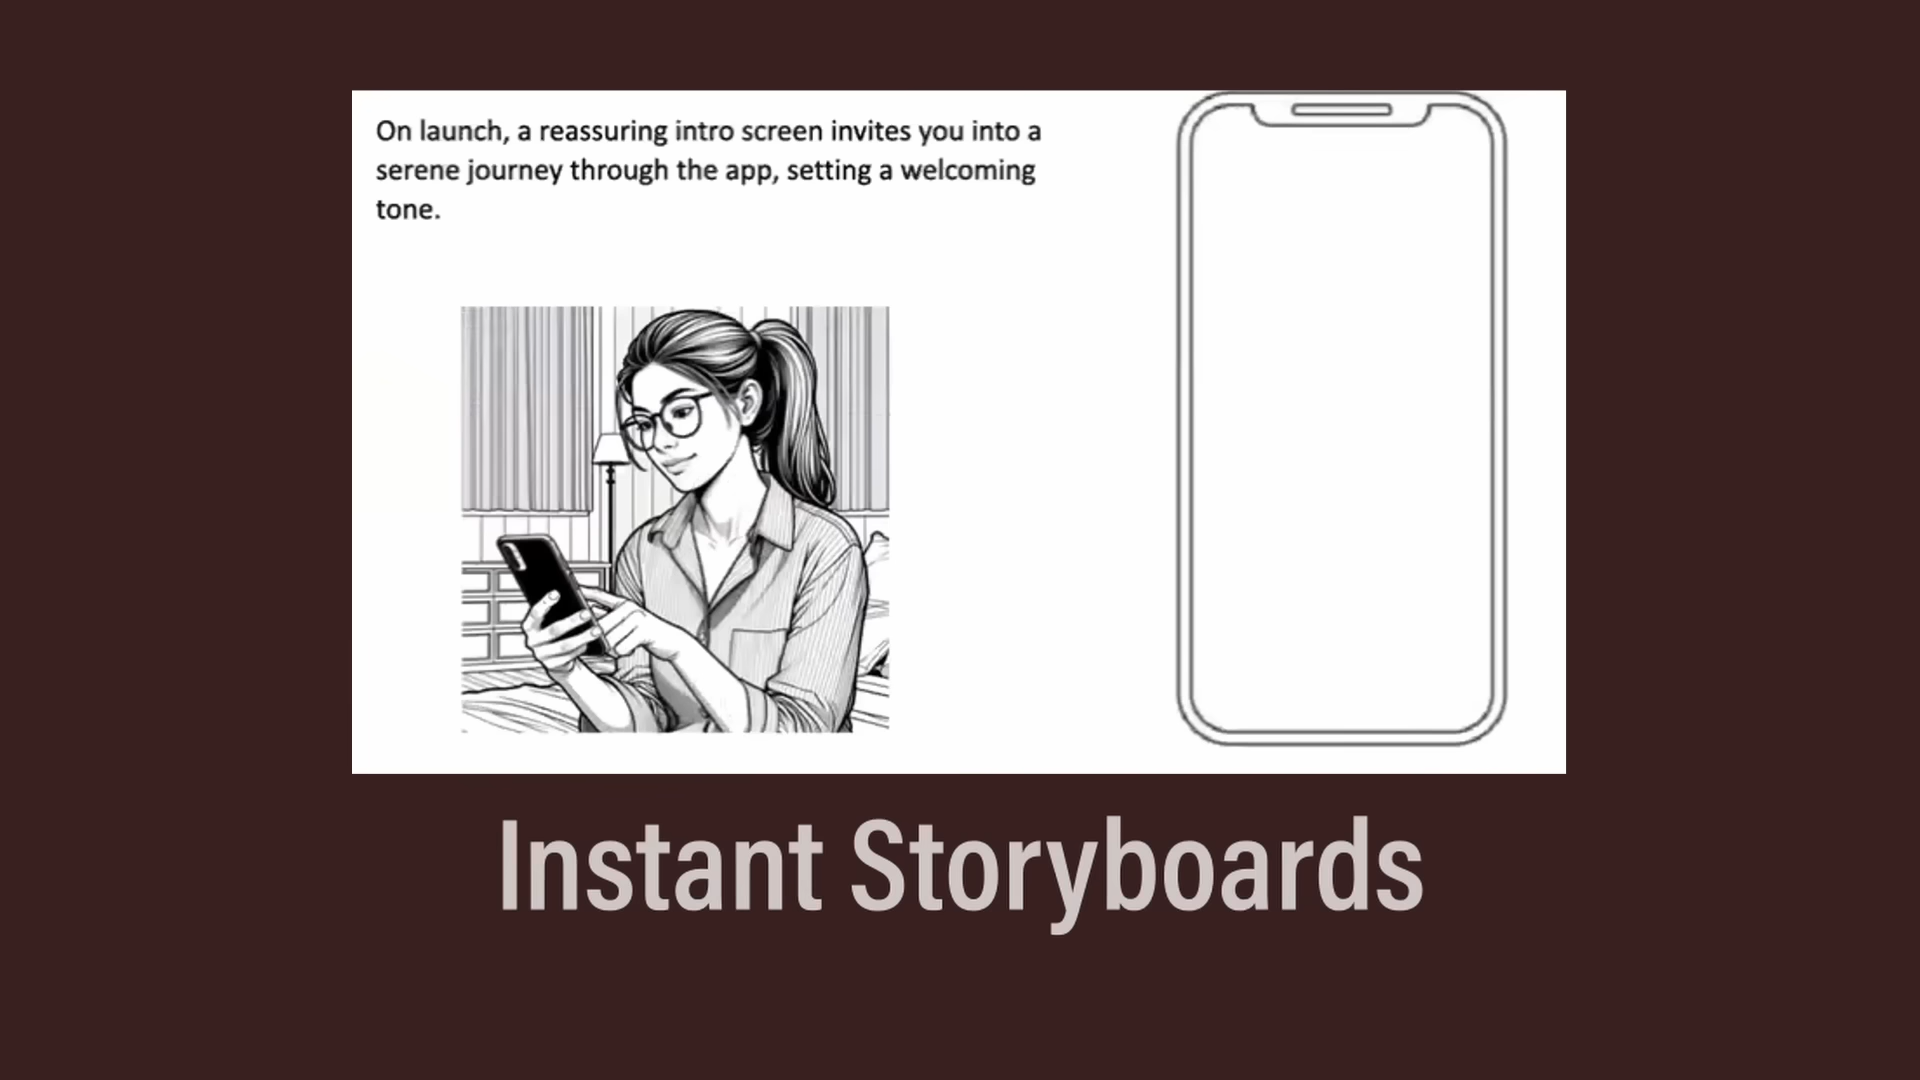 On launch, a reassuring intro screen invites you into a
serene journey through the app, setting a welcoming
tone.
Instant Storyboards